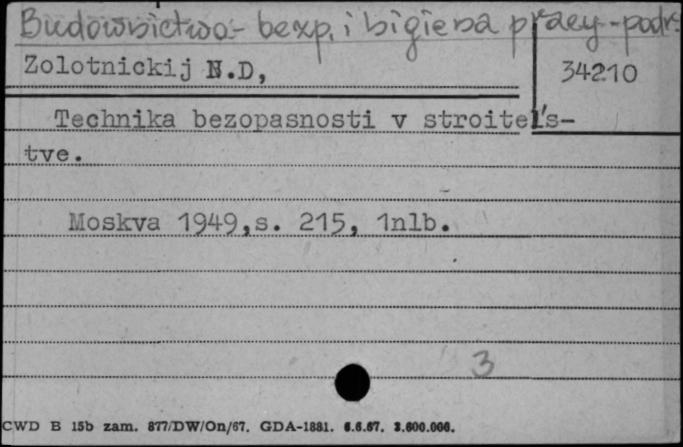 Budownictwo - bezp. i higiena pracy - podr.
Zolotnickij N.D,
34210
Technika bezopasnosti v stroitel's-
tve.
Moskva 1949,s. 215, 1nlb.
3
CWD B 15b zam. 877/DW/On/67. GDA-1881. 6.6.67. 3.600.000.